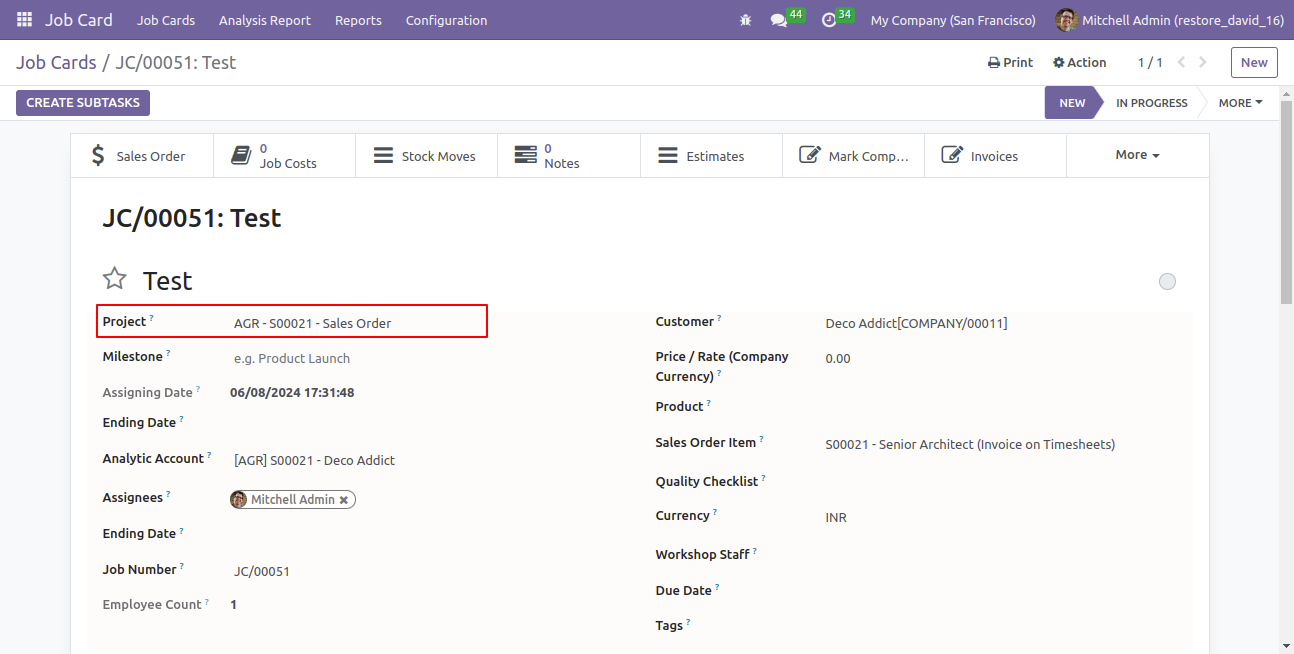 Job Card Job Cards Analysis Report Reports Configuration 44 34 My Company (San Francisco) Mitchell Admin (restore_david_16)
Job Cards / JC/00051: Test Print Action 1 / 1 New
CREATE SUBTASKS NEW IN PROGRESS MORE
Sales Order 0 Job Costs Stock Moves 0 Notes Estimates Mark Comp... Invoices More
JC/00051: Test
Test
Project ? AGR - S00021 - Sales Order
Customer ? Deco Addict[COMPANY/00011]
Milestone ? e.g. Product Launch
Price / Rate (Company
Currency) ? 0.00
Assigning Date ? 06/08/2024 17:31:48
Product ?
Ending Date ?
Sales Order Item ? S00021 - Senior Architect (Invoice on Timesheets)
Analytic Account ? [AGR] S00021 - Deco Addict
Quality Checklist ?
Assignees ? Mitchell Admin
Currency ? INR
Ending Date ?
Workshop Staff ?
Job Number ? JC/00051
Due Date ?
Employee Count ? 1
Tags ?